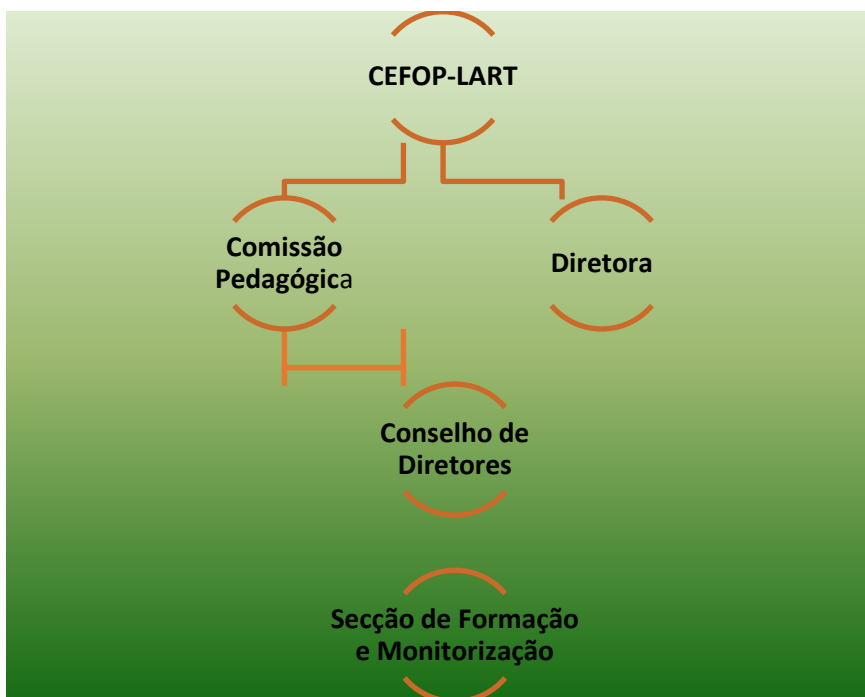 CEFOP-LART
Comissão
Pedagógica
Diretora
Conselho de
Diretores
Secção de Formação
e Monitorização